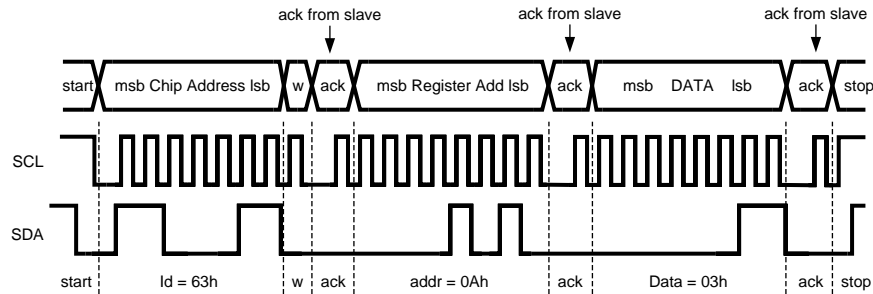 ack from slave ack from slave ack from slave
start msb Chip Address lsb w ack msb Register Add lsb ack msb DATA lsb ack stop
SCL
SDA
start Id = 63h w ack addr = 0Ah ack Data = 03h ack stop